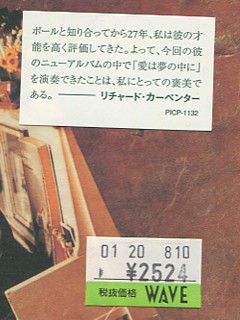 ポールと知り合ってから27年、私は彼の才
能を高く評価してきた。よって、今回の彼
のニューアルバムの中で「愛は夢の中に」
を演奏できたことは、私にとっての褒美で
ある。——— リチャード・カーペンター
PICP-1132
01 20 810
¥2524
税抜価格 WAVE